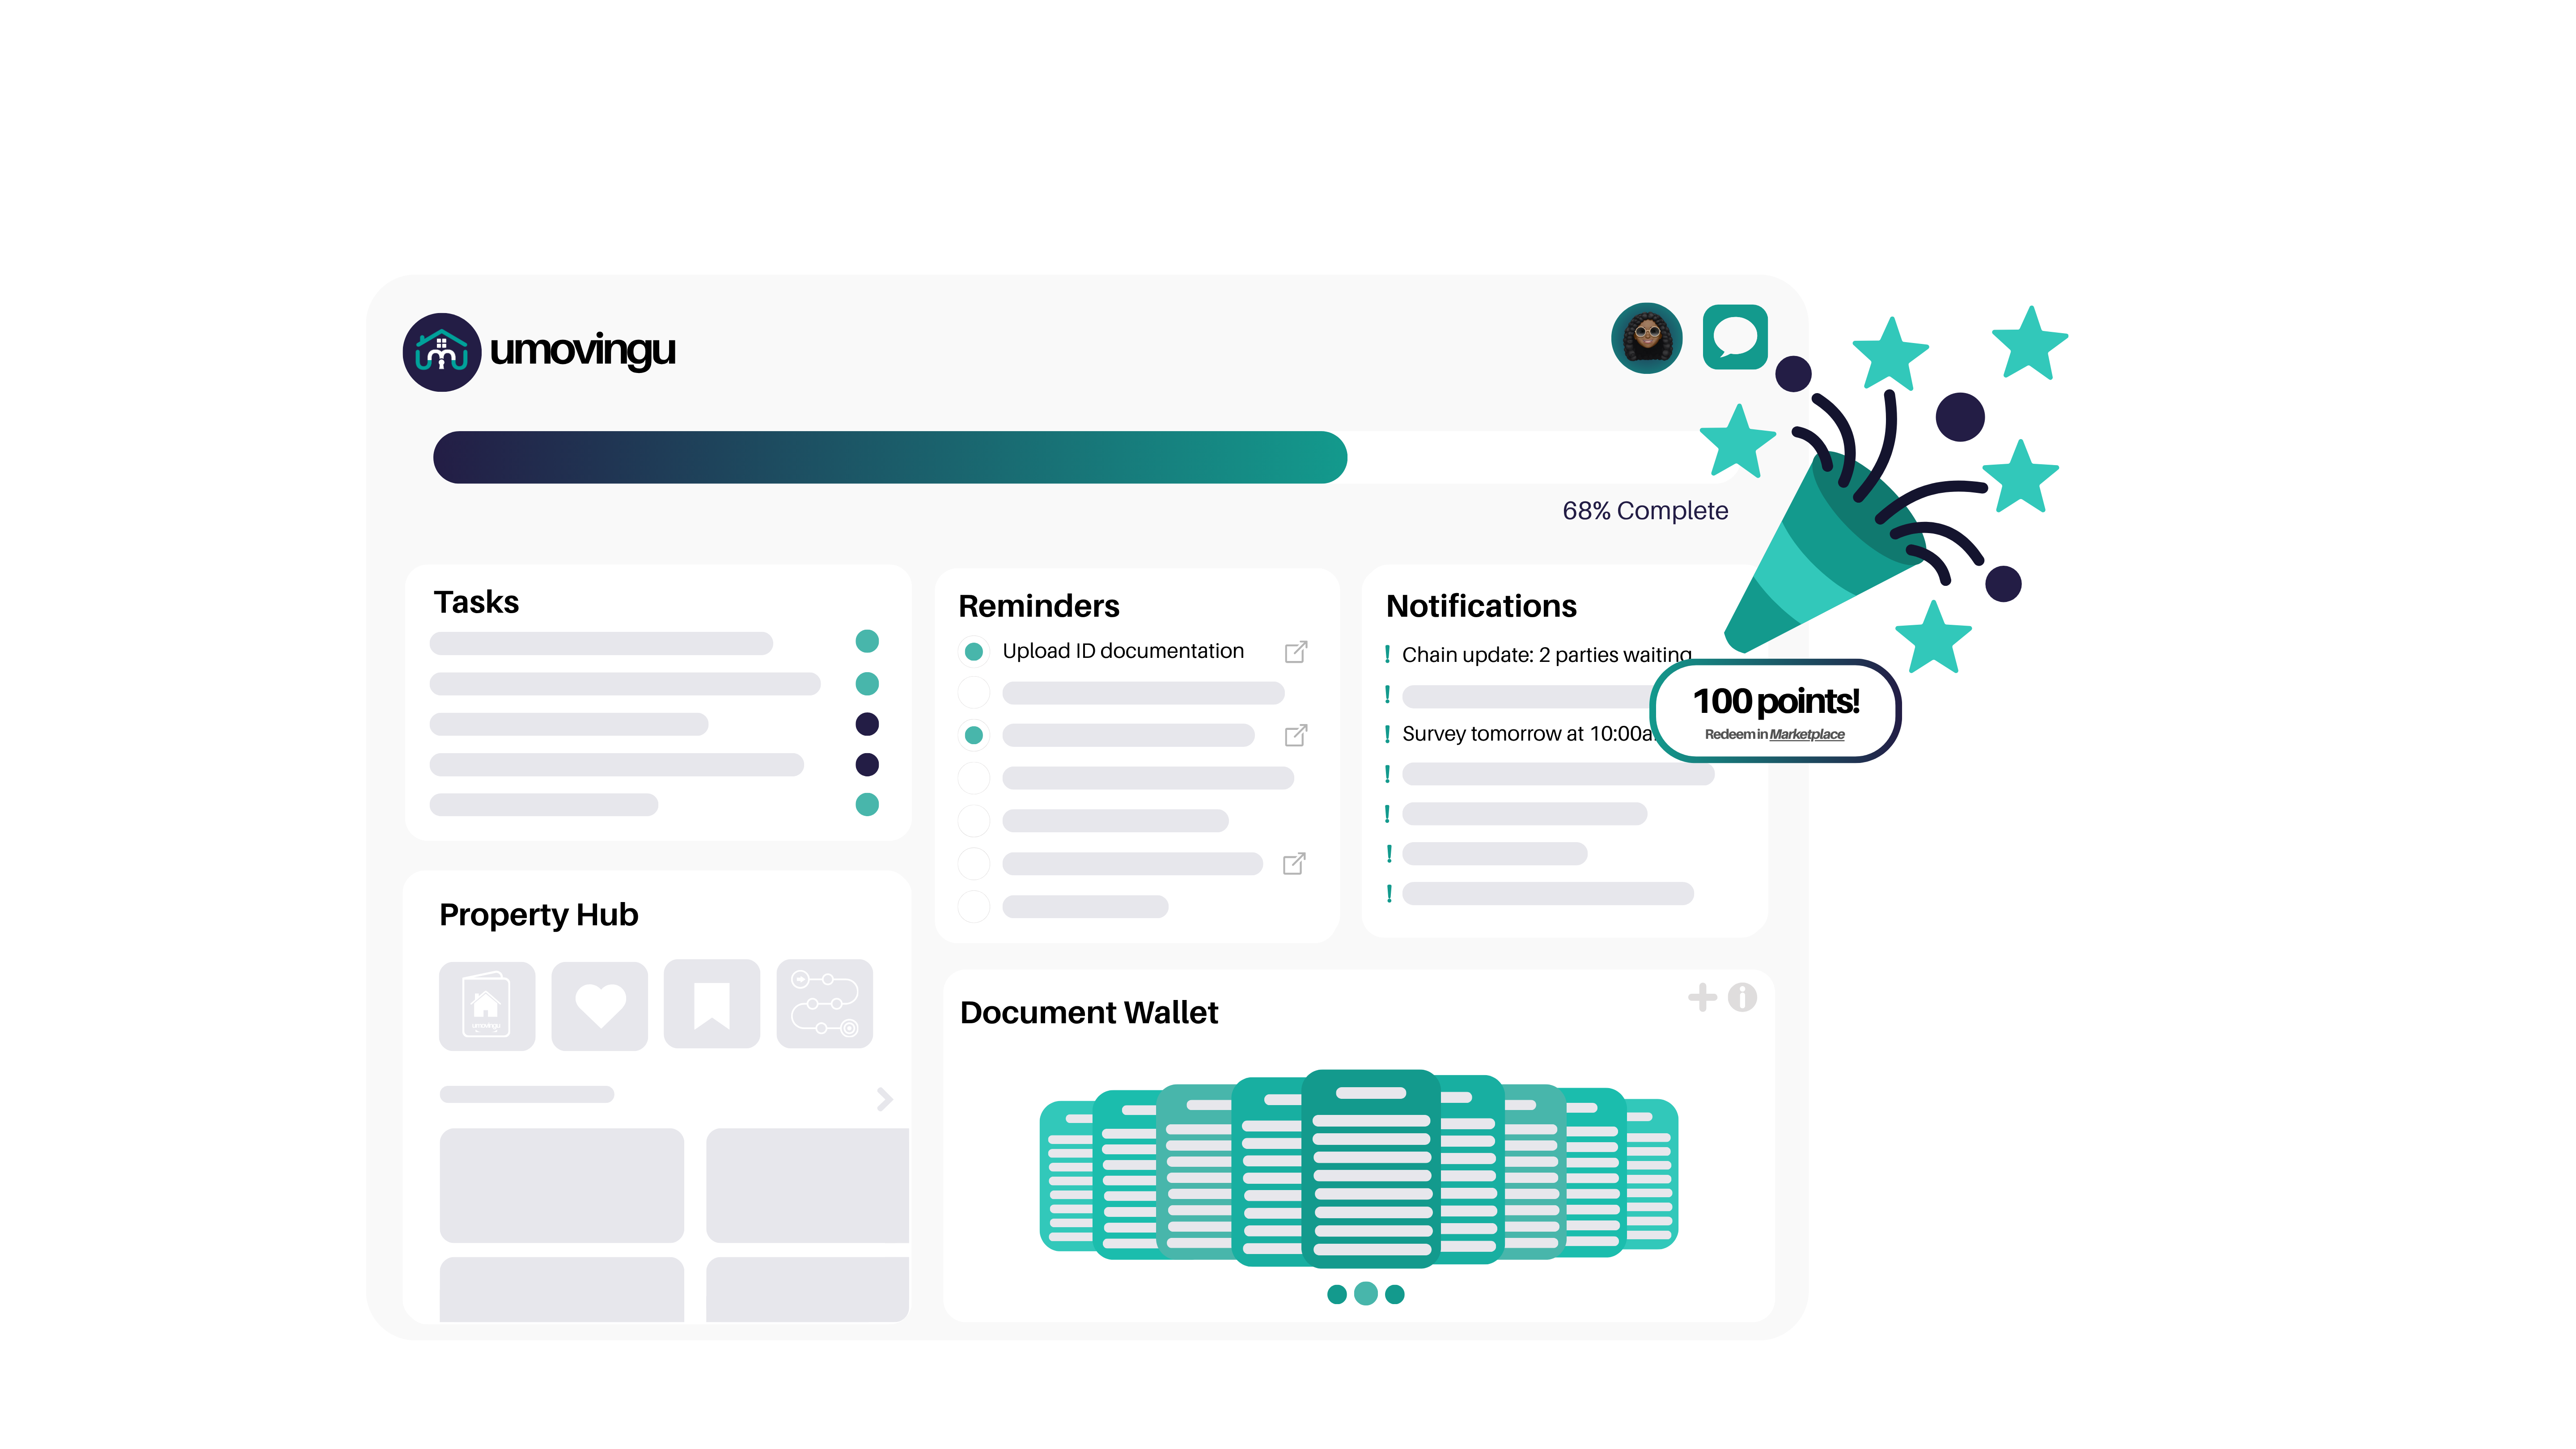 umovingu
68% Complete
Tasks
Reminders
Upload ID documentation
Notifications
! Chain update: 2 parties waiting
!
! Survey tomorrow at 10:00a
!
!
!
!
100 points!
Redeem in Marketplace
Property Hub
umovingu
Document Wallet